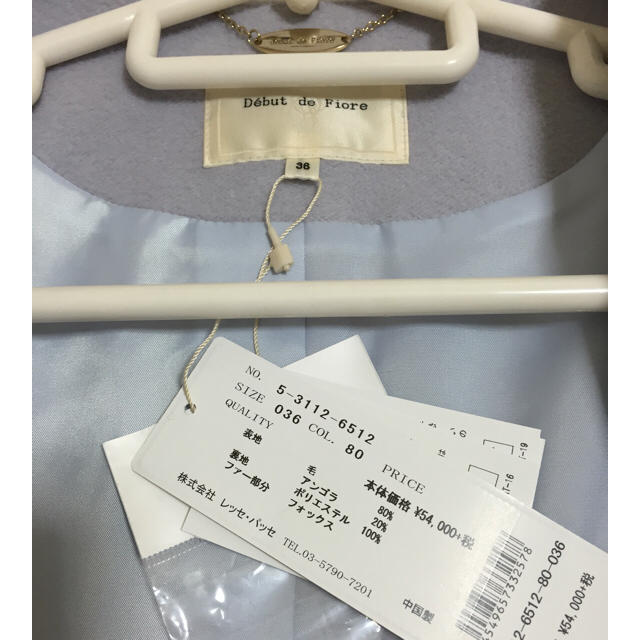 Début de Fiore
36
NO. 5-3112-6512
SIZE 036 COL. 80
QUALITY PRICE
表地 毛 80%
アンゴラ 20%
裏地 ポリエステル 100%
ファー部分 フォックス
本体価格 ¥54,000+税
株式会社 レッセ・パッセ
TEL.03-5790-7201
中国製
2-6512-80-036
549657332578
¥54,000+税
-19
-16